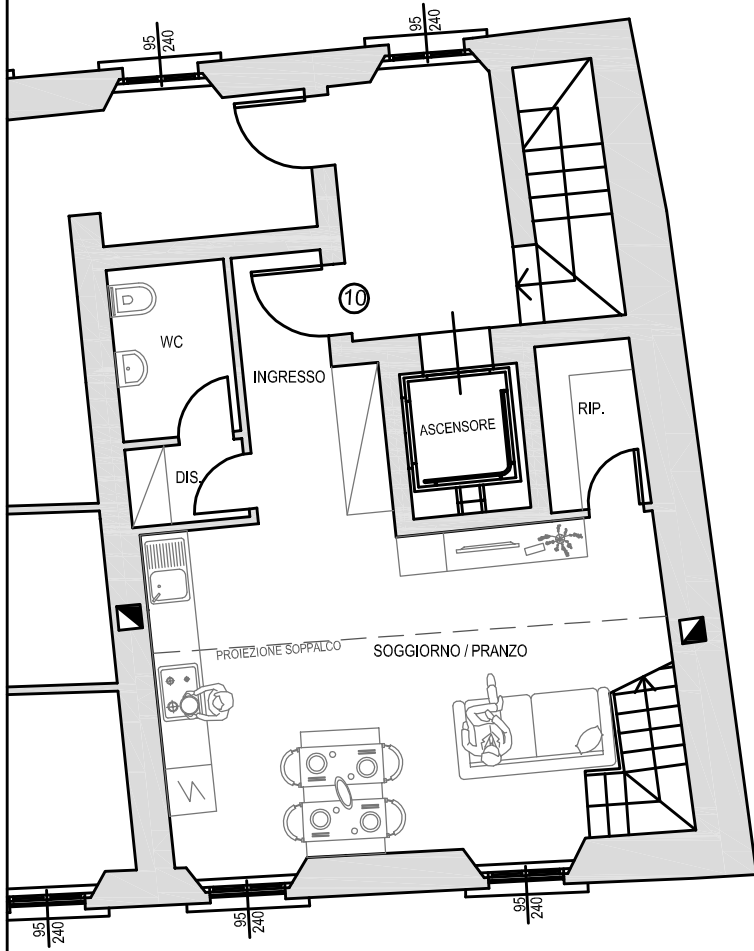 95
240
95
240
10
WC
INGRESSO
ASCENSORE
RIP.
DIS.
PROIEZIONE SOPPALCO
SOGGIORNO / PRANZO
95
240
95
240
95
240